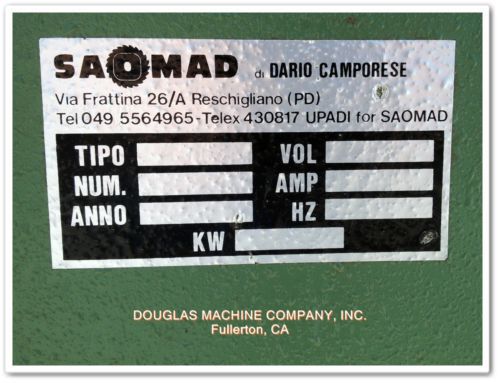 SAOMAD di DARIO CAMPORESE
Via Frattina 26/A Reschigliano (PD)
Tel 049 5564965-Telex 430817 UPADI for SAOMAD
TIPO VOL
NUM. AMP
ANNO HZ
KW
DOUGLAS MACHINE COMPANY, INC.
Fullerton, CA